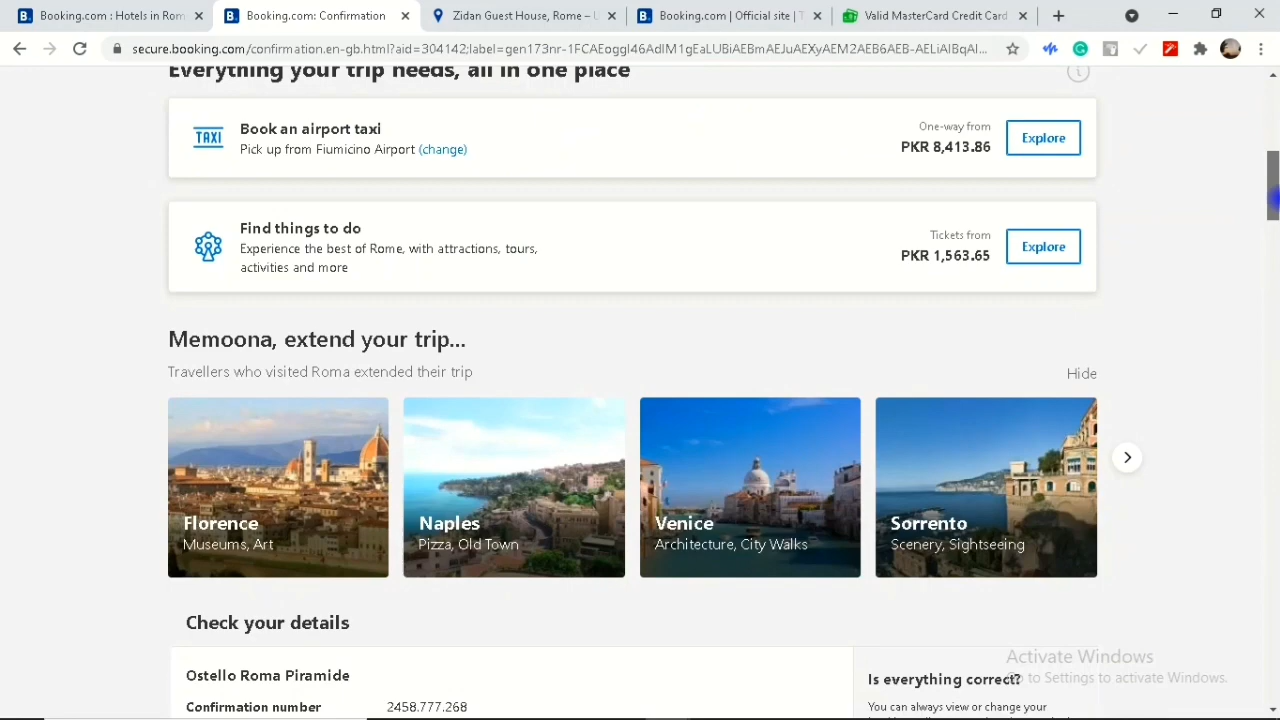 Booking.com : Hotels in Rom
Booking.com: Confirmation
Zidan Guest House, Rome –
Booking.com | Official site |
Valid MasterCard Credit Card
secure.booking.com/confirmation.en-gb.html?aid=304142;label=gen173nr-1FCAEoggI46AdIM1gEaLUBiAEBmAEJuAEXyAEM2AEB6AEB-AELiAIBqAI...
Everything your trip needs, all in one place
TAXI
Book an airport taxi
Pick up from Fiumicino Airport (change)
One-way from
PKR 8,413.86
Explore
Find things to do
Experience the best of Rome, with attractions, tours,
activities and more
Tickets from
PKR 1,563.65
Explore
Memoona, extend your trip...
Travellers who visited Roma extended their trip
Hide
Florence
Museums, Art
Naples
Pizza, Old Town
Venice
Architecture, City Walks
Sorrento
Scenery, Sightseeing
Check your details
Ostello Roma Piramide
Confirmation number 2458.777.268
Is everything correct?
You can always view or change your
Activate Windows
Go to Settings to activate Windows.